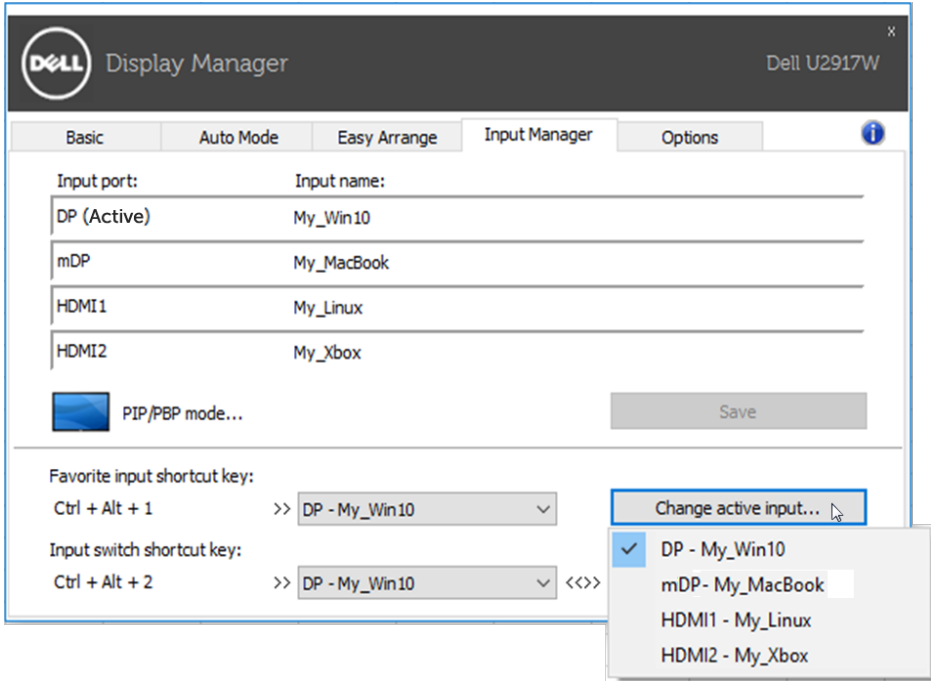 x
DELL Display Manager Dell U2917W
Basic Auto Mode Easy Arrange Input Manager Options i
Input port: Input name:
DP (Active) My_Win10
mDP My_MacBook
HDMI1 My_Linux
HDMI2 My_Xbox
PIP/PBP mode... Save
Favorite input shortcut key:
Ctrl + Alt + 1 >> DP - My_Win10 Change active input...
Input switch shortcut key:
Ctrl + Alt + 2 >> DP - My_Win10 <<>>
DP - My_Win10
mDP- My_MacBook
HDMI1 - My_Linux
HDMI2 - My_Xbox